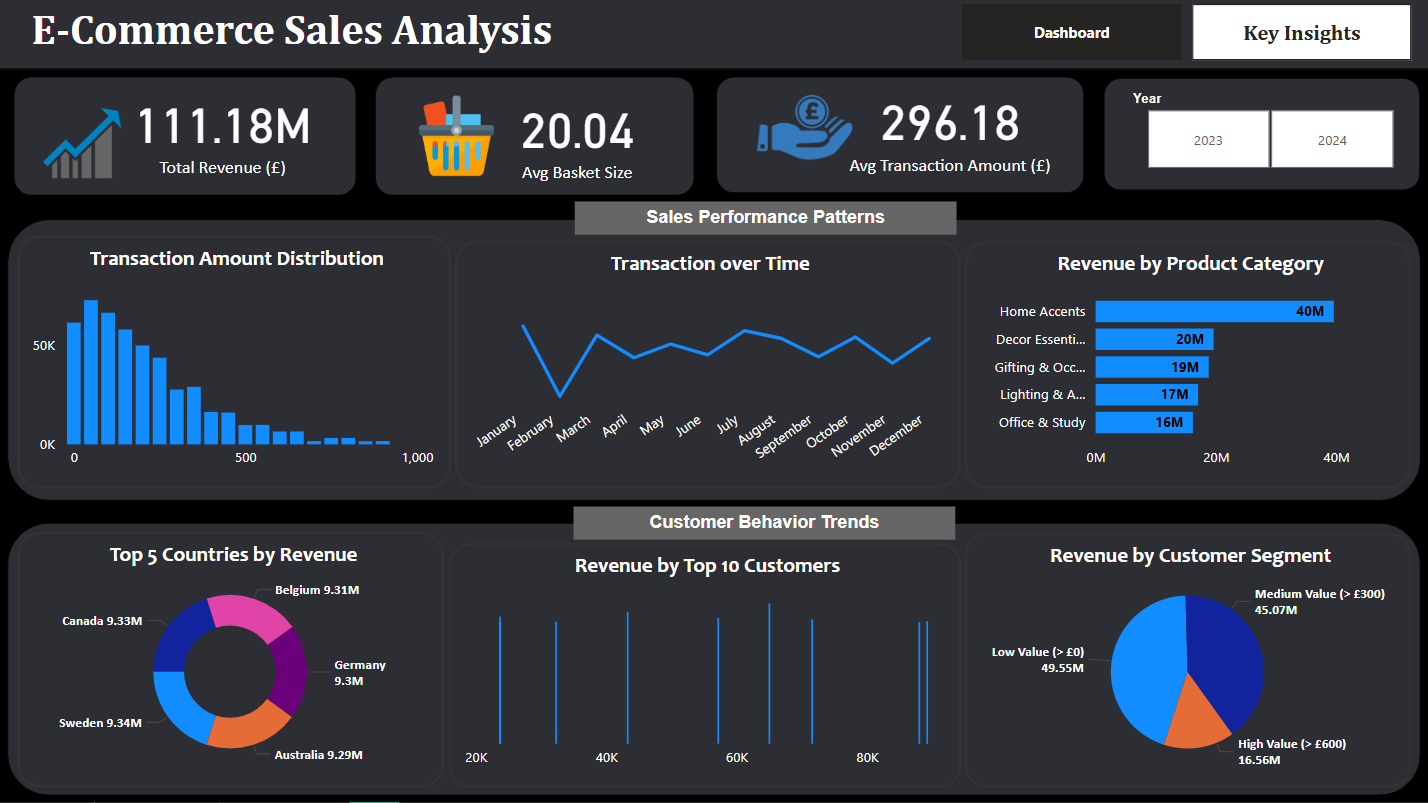 E-Commerce Sales Analysis
Dashboard
Key Insights
111.18M
Total Revenue (£)
20.04
Avg Basket Size
£
296.18
Avg Transaction Amount (£)
Year
2023
2024
Sales Performance Patterns
Transaction Amount Distribution
50K
0K
0
500
1,000
Transaction over Time
January
February
March
April
May
June
July
August
September
October
November
December
Revenue by Product Category
Home Accents
40M
Decor Essenti...
20M
Gifting & Occ...
19M
Lighting & A...
17M
Office & Study
16M
0M
20M
40M
Customer Behavior Trends
Top 5 Countries by Revenue
Belgium 9.31M
Canada 9.33M
Germany
9.3M
Sweden 9.34M
Australia 9.29M
Revenue by Top 10 Customers
20K
40K
60K
80K
Revenue by Customer Segment
Medium Value (> £300)
45.07M
Low Value (> £0)
49.55M
High Value (> £600)
16.56M